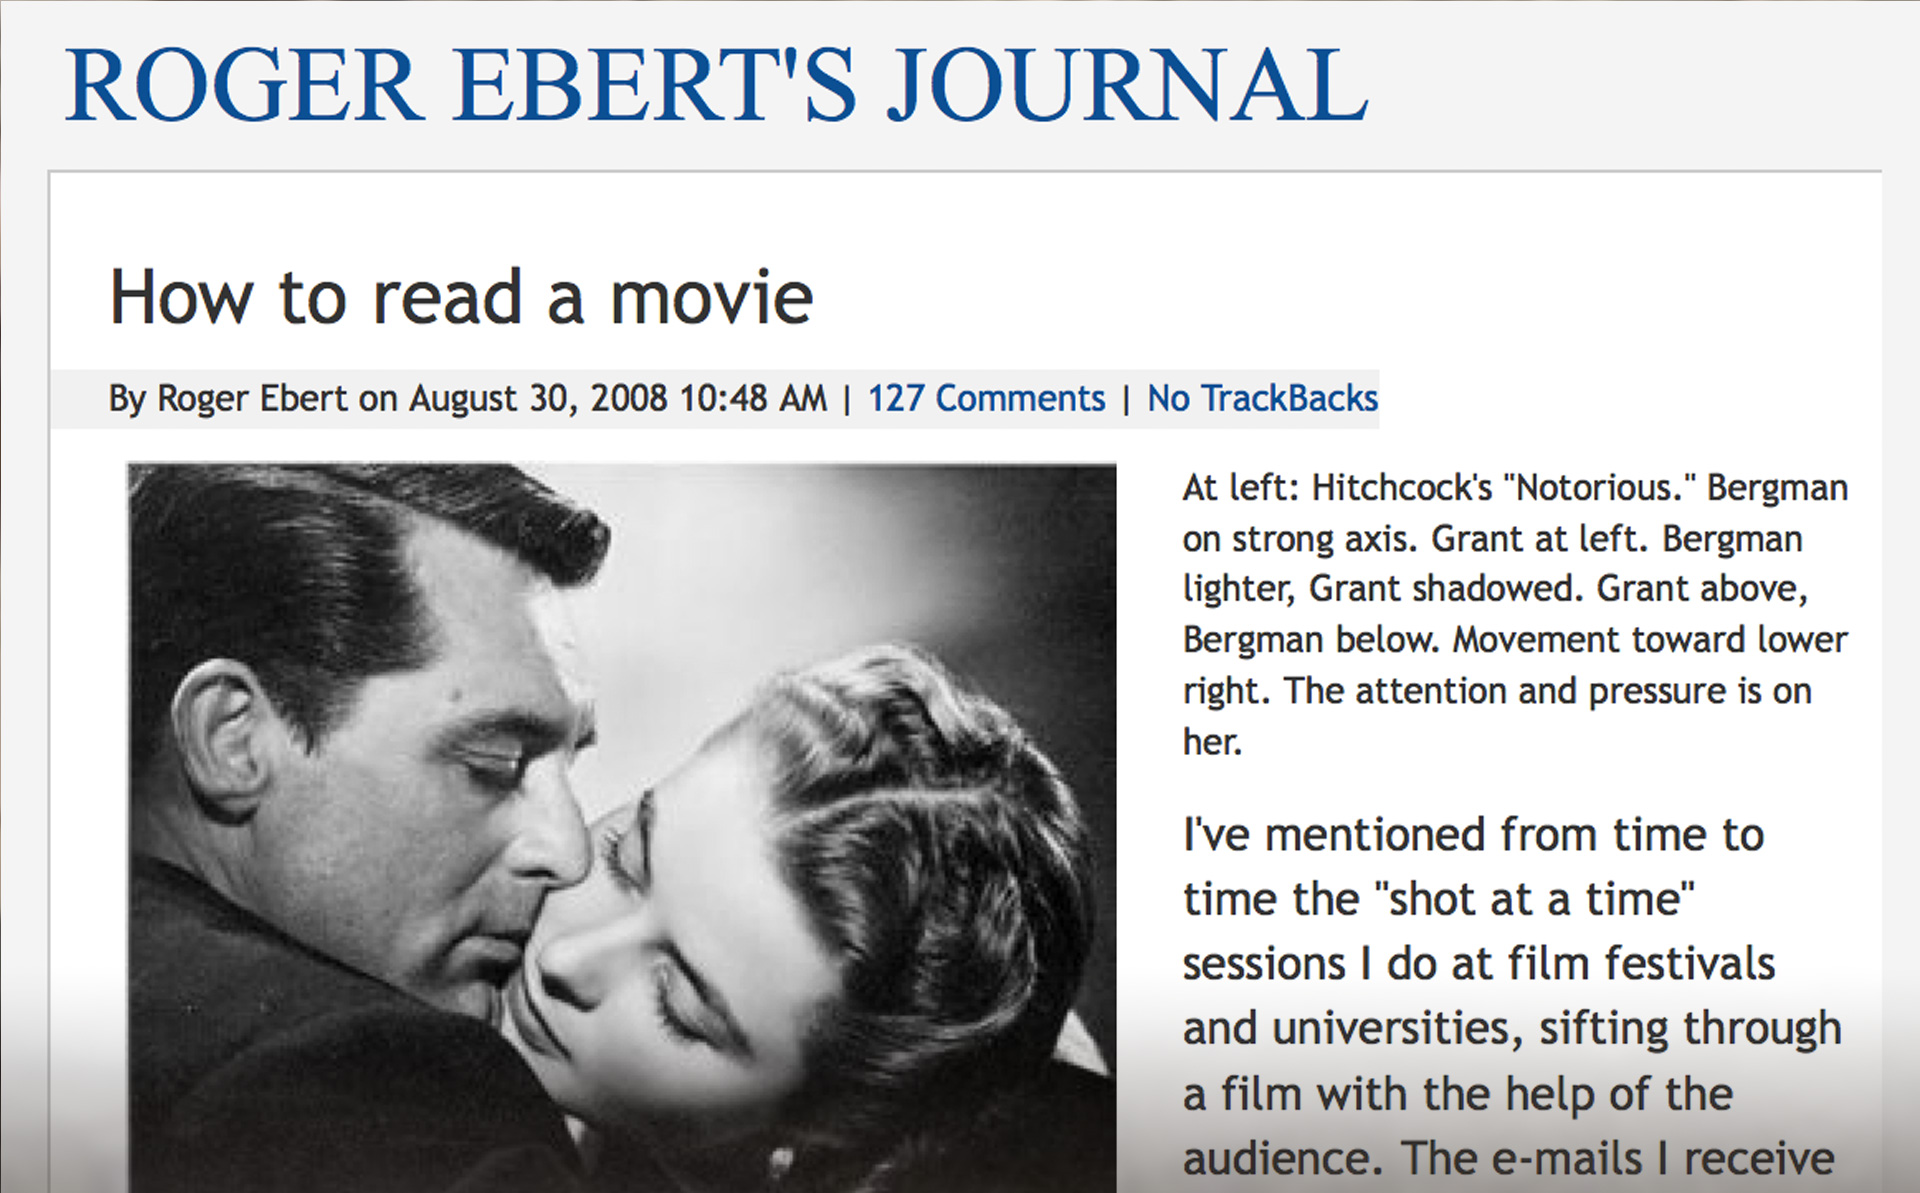 ROGER EBERT'S JOURNAL
How to read a movie
By Roger Ebert on August 30, 2008 10:48 AM | 127 Comments | No TrackBacks
At left: Hitchcock's "Notorious." Bergman
on strong axis. Grant at left. Bergman
lighter, Grant shadowed. Grant above,
Bergman below. Movement toward lower
right. The attention and pressure is on
her.
I've mentioned from time to
time the "shot at a time"
sessions I do at film festivals
and universities, sifting through
a film with the help of the
audience. The e-mails I receive